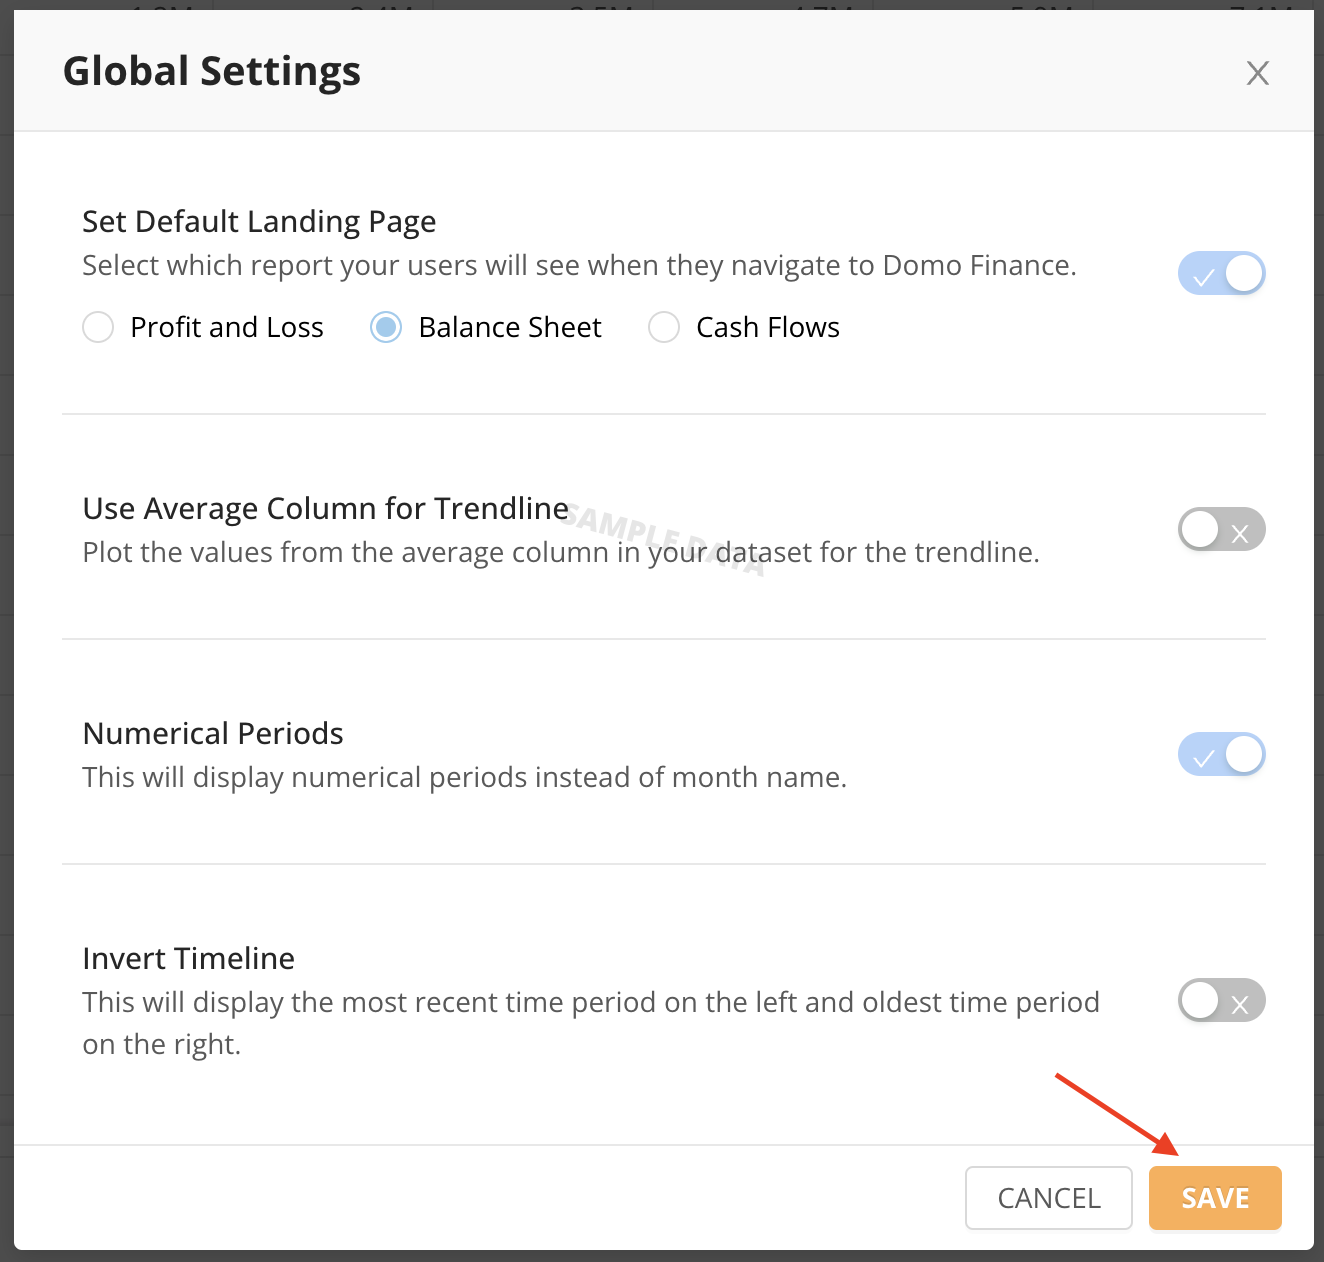 Global Settings
X
Set Default Landing Page
Select which report your users will see when they navigate to Domo Finance.
Profit and Loss Balance Sheet Cash Flows
Use Average Column for Trendline
SAMPLE DATA
Plot the values from the average column in your dataset for the trendline.
Numerical Periods
This will display numerical periods instead of month name.
Invert Timeline
This will display the most recent time period on the left and oldest time period
on the right.
CANCEL SAVE